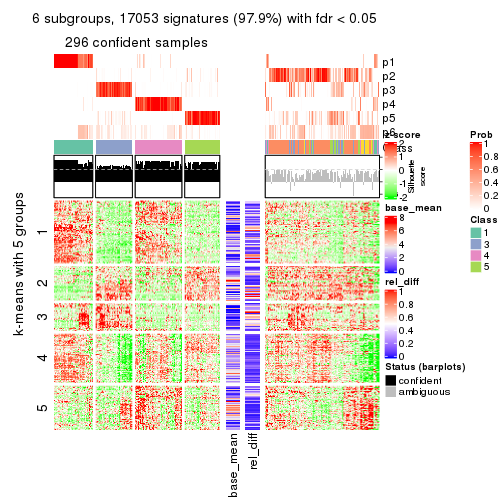 6 subgroups, 17053 signatures (97.9%) with fdr < 0.05
296 confident samples
p1
p2
p3
p4
p5
p6
Class
Silhouette
score
k-means with 5 groups
1
2
3
4
5
base_mean
rel_diff
z score
2
1
0
-1
-2
base_mean
8
6
4
2
0
rel_diff
1
0.8
0.6
0.4
0.2
0
Status (barplots)
confident
ambiguous
Prob
1
0.8
0.6
0.4
0.2
0
Class
1
3
4
5